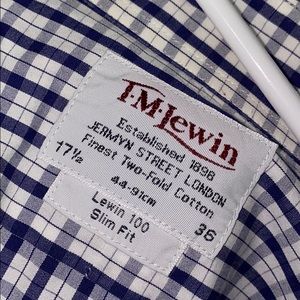 T·M·Lewin
Established 1898
JERMYN STREET LONDON
Finest Two-Fold Cotton
17½ 44-91cm 36
Lewin 100
Slim Fit